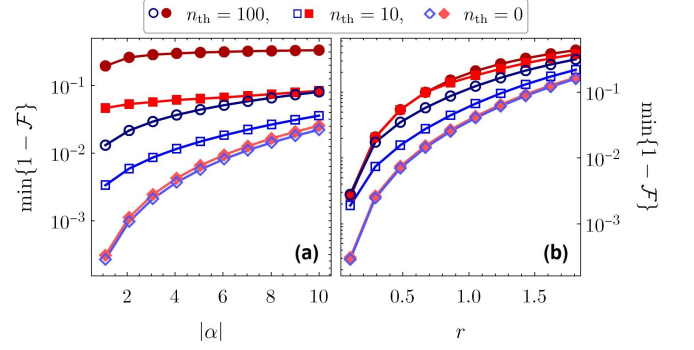 n_th = 100, n_th = 10, n_th = 0
min{1 − F}
10^−1
10^−2
10^−3
(a)
2 4 6 8 10
|α|
(b)
0.5 1.0 1.5
r
10^−1
10^−2
10^−3
min{1 − F}